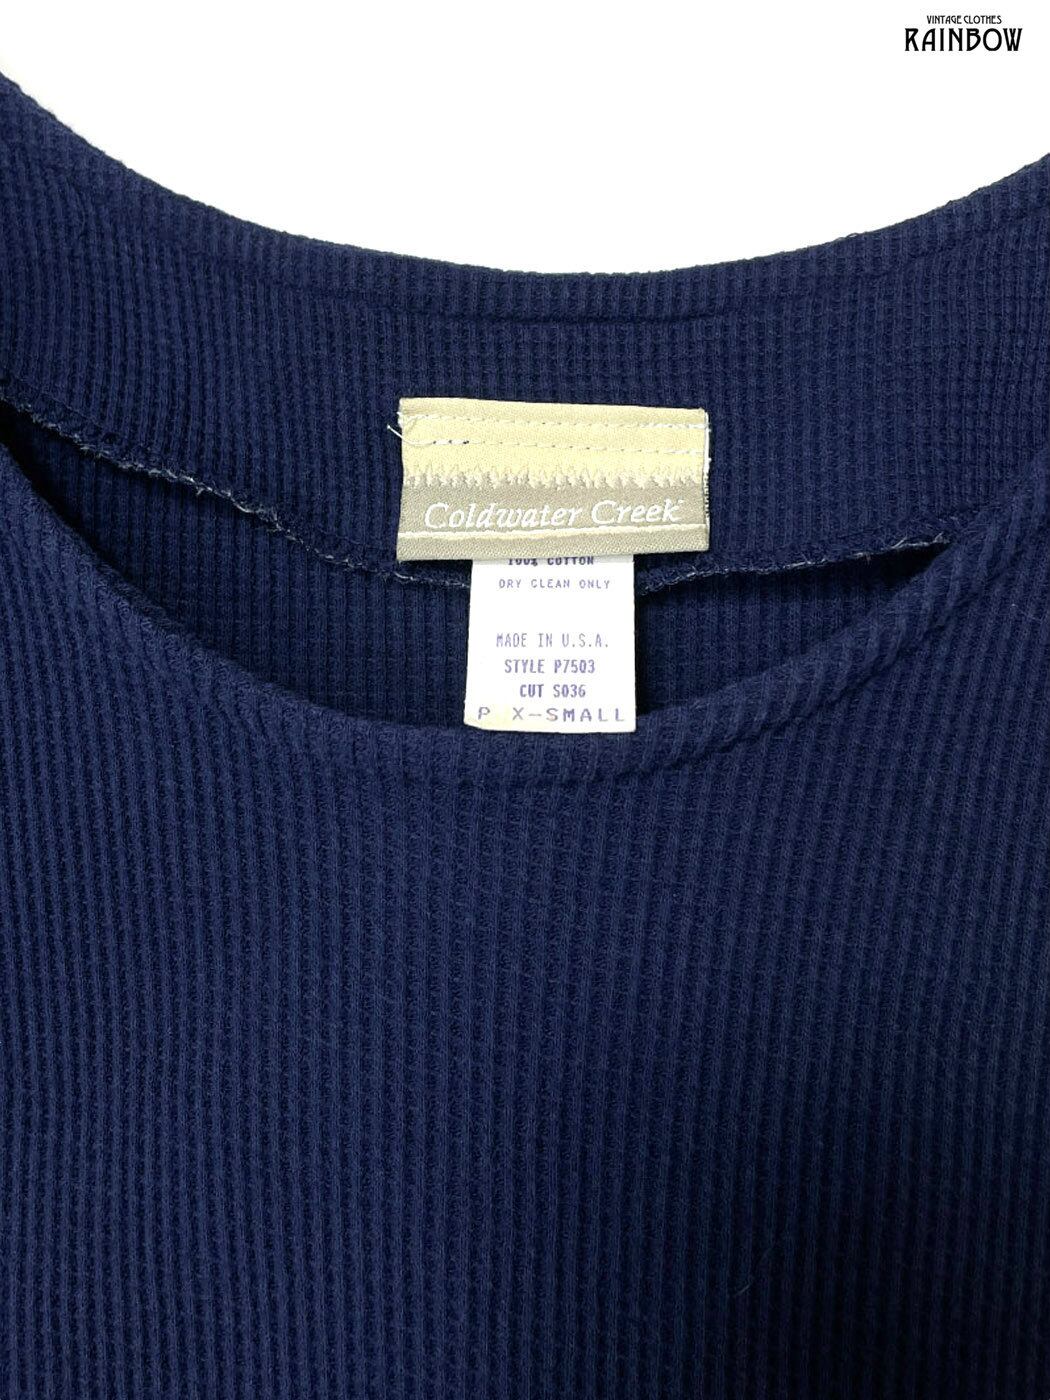 VINTAGE CLOTHES
RAINBOW
Coldwater Creek
100% COTTON
DRY CLEAN ONLY
MADE IN U.S.A.
STYLE P7503
CUT S036
P X-SMALL